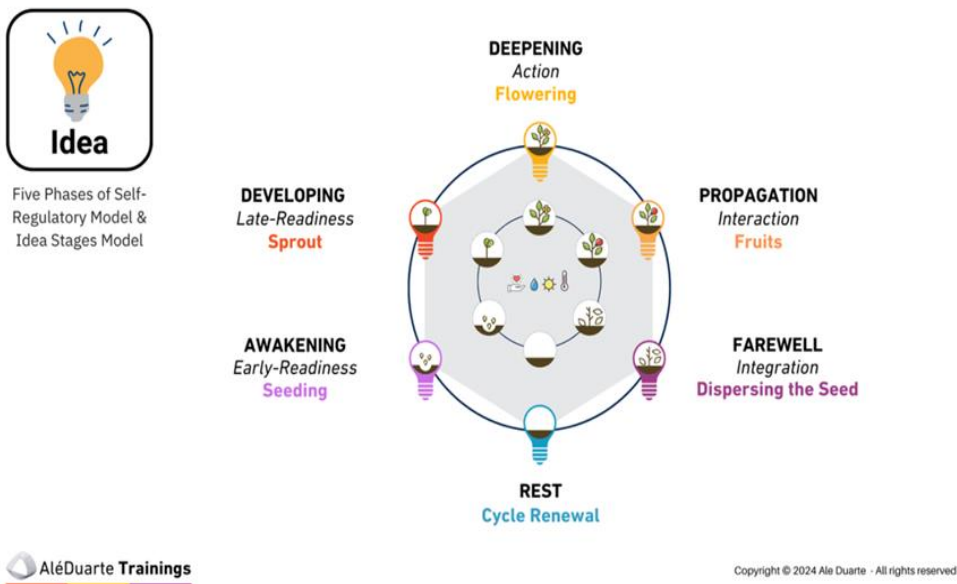 Idea
Five Phases of Self-
Regulatory Model &
Idea Stages Model
DEEPENING
Action
Flowering
DEVELOPING
Late-Readiness
Sprout
PROPAGATION
Interaction
Fruits
AWAKENING
Early-Readiness
Seeding
FAREWELL
Integration
Dispersing the Seed
REST
Cycle Renewal
AléDuarte Trainings
Copyright © 2024 Ale Duarte - All rights reserved